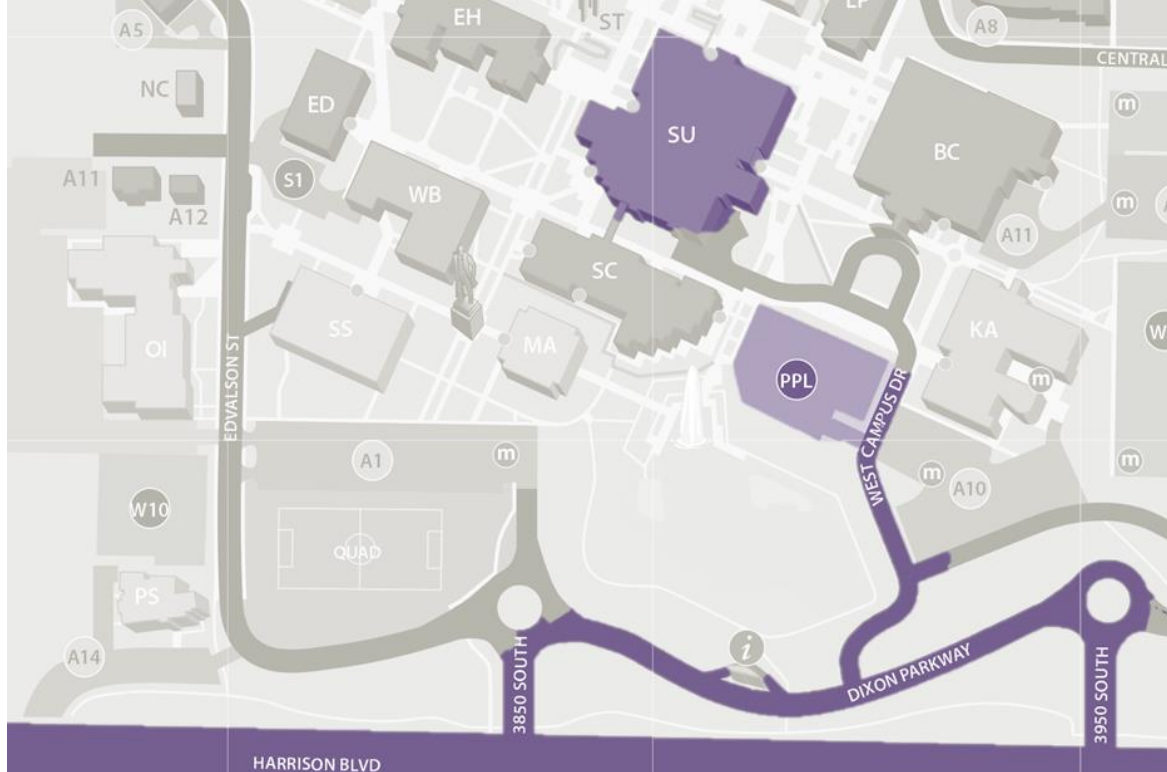 A5
EH
ST
LP
A8
CENTRAL
NC
ED
SU
m
BC
A11
S1
WB
A12
m
A11
SC
OI
SS
MA
KA
W
EDVALSON ST
PPL
m
WEST CAMPUS DR
A1
m
m
m
A10
W10
QUAD
PS
A14
i
3850 SOUTH
DIXON PARKWAY
3950 SOUTH
HARRISON BLVD